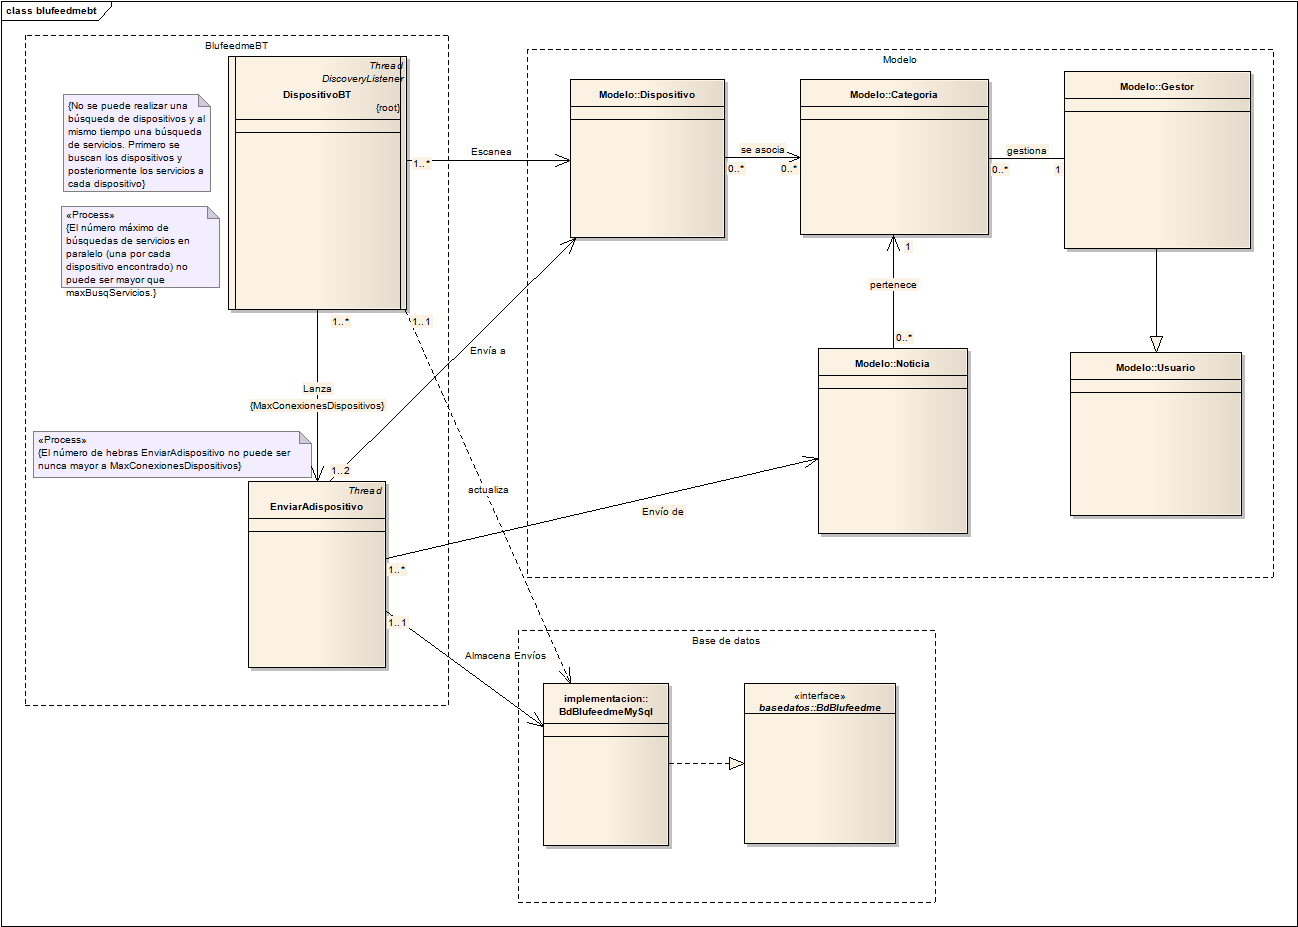 class blufeedmebt
BlufeedmeBT
Thread
DiscoveryListener
DispositivoBT
{root}
{No se puede realizar una
búsqueda de dispositivos y al
mismo tiempo una búsqueda
de servicios. Prrimero se
buscan los dispositivos y
posteriormente los servicios a
cada dispositivo}
«Process»
{El número máximo de
búsquedas de servicios en
paralelo (una por cada
dispositivo encontrado) no
puede ser mayor que
maxBusqServicios.}
1..*
Escanea
1..*
1..1
Lanza
{MaxConexionesDispositivos}
Envía a
«Process»
{El número de hebras EnviarAdispositivo no puede ser
nunca mayor a MaxConexionesDispositivos}
1..2
Thread
EnviarAdispositivo
actualiza
Envío de
1..*
1..1
Almacena Envíos
Modelo
Modelo::Dispositivo
se asocia
0..*
0..*
Modelo::Categoria
gestiona
0..*
1
Modelo::Gestor
1
pertenece
0..*
Modelo::Noticia
Modelo::Usuario
Base de datos
implementacion::
BdBlufeedmeMySql
«interface»
basedatos::BdBlufeedme